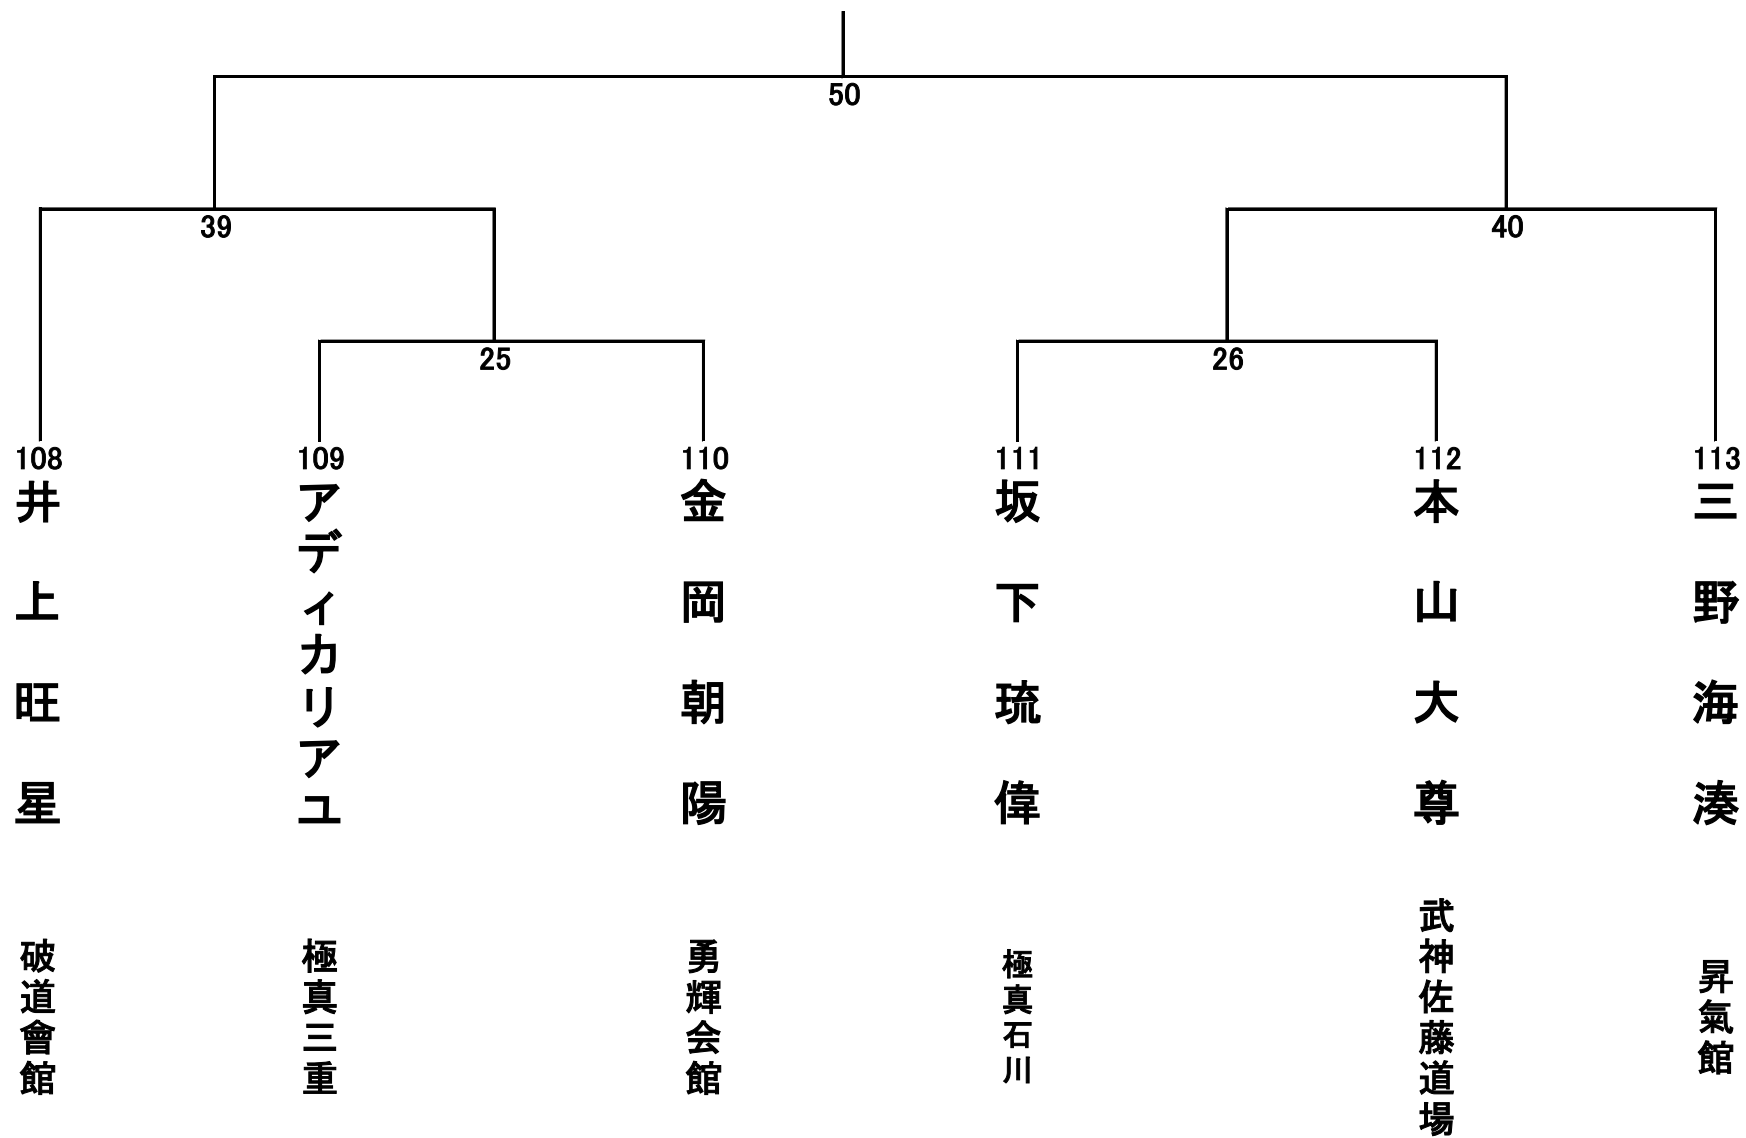 50
39
40
25
26
108
井上旺星
破道會館
109
アディカリアユ
極真三重
110
金岡朝陽
勇輝会館
111
坂下琉偉
極真石川
112
本山大尊
武神佐藤道場
113
三野海湊
昇氣館